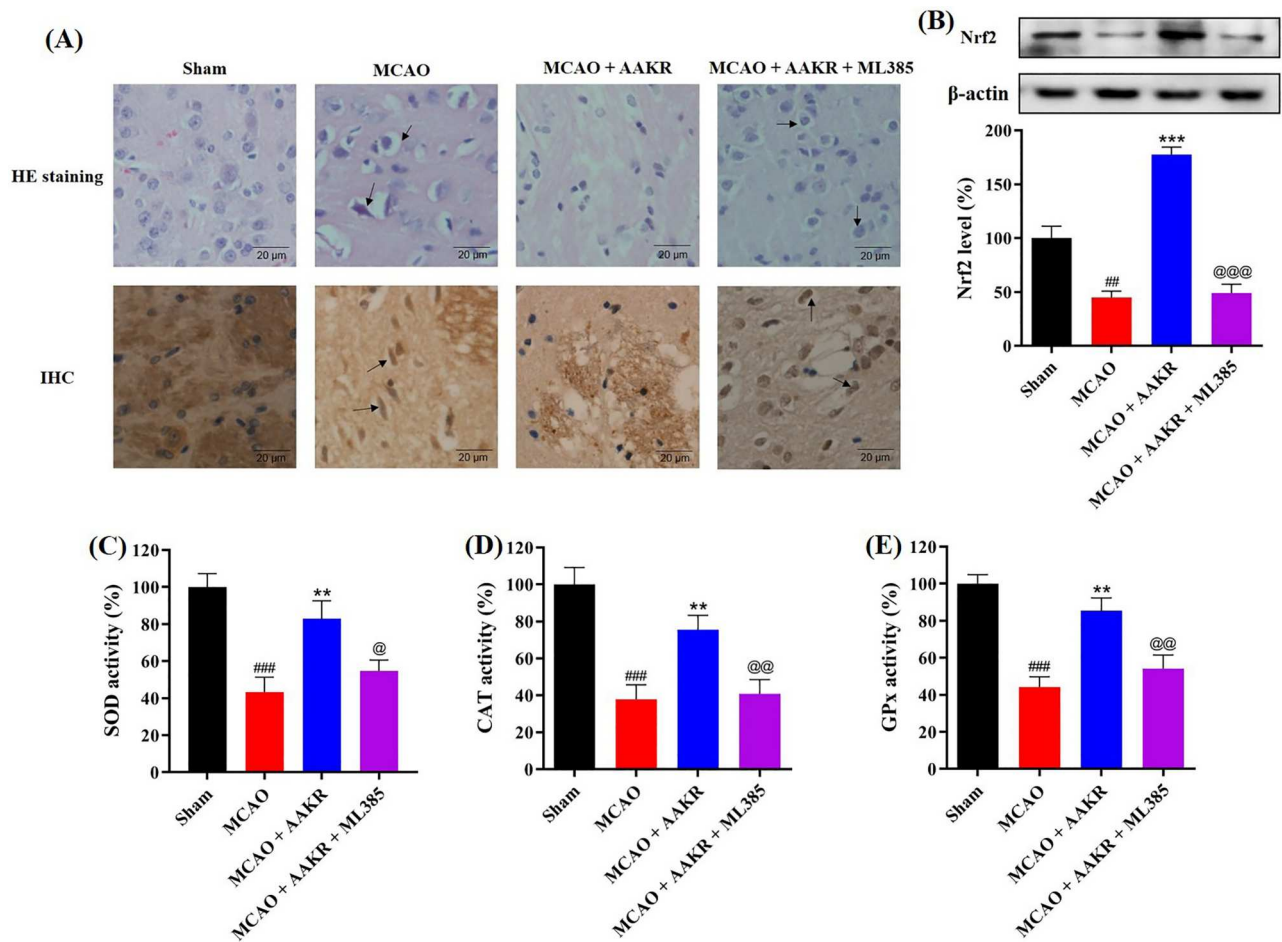 (A)
Sham
MCAO
MCAO + AAKR
MCAO + AAKR + ML385
HE staining
20 µm
20 µm
20 µm
20 µm
IHC
20 µm
20 µm
20 µm
20 µm
(B)
Nrf2
β-actin
Nrf2 level (%)
200
150
100
50
0
##
***
@@@
Sham
MCAO
MCAO + AAKR
MCAO + AAKR + ML385
(C)
SOD activity (%)
120
100
80
60
40
20
0
###
**
@
Sham
MCAO
MCAO + AAKR
MCAO + AAKR + ML385
(D)
CAT activity (%)
120
100
80
60
40
20
0
###
**
@@
Sham
MCAO
MCAO + AAKR
MCAO + AAKR + ML385
(E)
GPx activity (%)
120
100
80
60
40
20
0
###
**
@@
Sham
MCAO
MCAO + AAKR
MCAO + AAKR + ML385